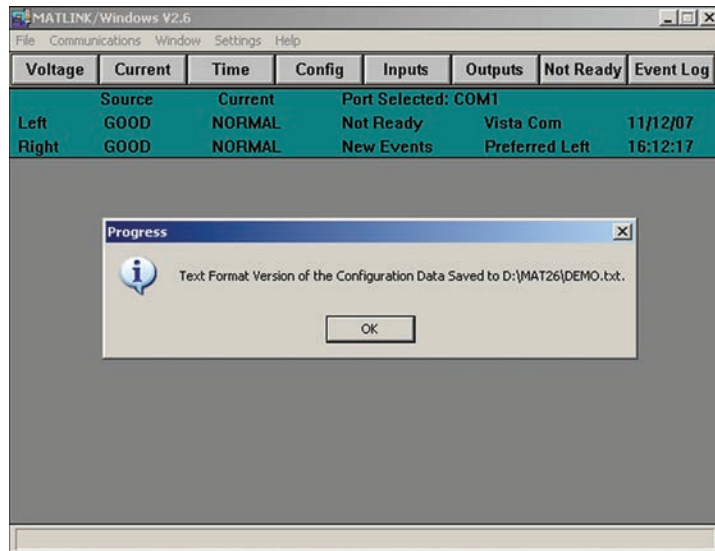 MATLINK/Windows V2.6
File Communications Window Settings Help
Voltage Current Time Config Inputs Outputs Not Ready Event Log
Source Current Port Selected: COM1
Left GOOD NORMAL Not Ready Vista Com 11/12/07
Right GOOD NORMAL New Events Preferred Left 16:12:17
Progress
Text Format Version of the Configuration Data Saved to D:\MAT26\DEMO.txt.
OK